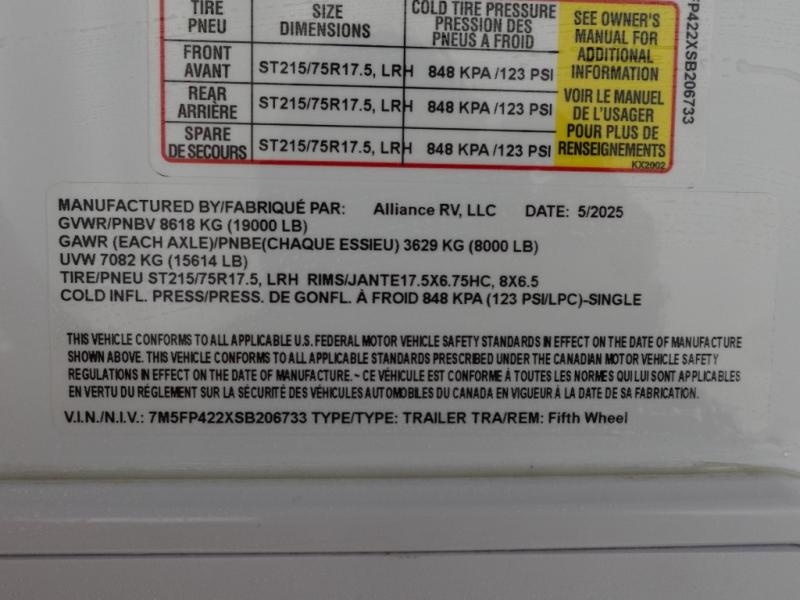 TIRE SIZE COLD TIRE PRESSURE
PNEU DIMENSIONS PRESSION DES
PNEUS A FROID
FRONT
AVANT ST215/75R17.5, LRH 848 KPA /123 PSI
REAR
ARRIÈRE ST215/75R17.5, LRH 848 KPA /123 PSI
SPARE
DE SECOURS ST215/75R17.5, LRH 848 KPA /123 PSI
SEE OWNER'S
MANUAL FOR
ADDITIONAL
INFORMATION
VOIR LE MANUEL
DE L'USAGER
POUR PLUS DE
RENSEIGNEMENTS
KX2002
FP422XSB206733
MANUFACTURED BY/FABRIQUÉ PAR: Alliance RV, LLC DATE: 5/2025
GVWR/PNBV 8618 KG (19000 LB)
GAWR (EACH AXLE)/PNBE(CHAQUE ESSIEU) 3629 KG (8000 LB)
UVW 7082 KG (15614 LB)
TIRE/PNEU ST215/75R17.5, LRH RIMS/JANTE17.5X6.75HC, 8X6.5
COLD INFL. PRESS/PRESS. DE GONFL. À FROID 848 KPA (123 PSI/LPC)-SINGLE
THIS VEHICLE CONFORMS TO ALL APPLICABLE U.S. FEDERAL MOTOR VEHICLE SAFETY STANDARDS IN EFFECT ON THE DATE OF MANUFACTURE
SHOWN ABOVE. THIS VEHICLE CONFORMS TO ALL APPLICABLE STANDARDS PRESCRIBED UNDER THE CANADIAN MOTOR VEHICLE SAFETY
REGULATIONS IN EFFECT ON THE DATE OF MANUFACTURE. ~ CE VÉHICULE EST CONFORME À TOUTES LES NORMES QUI LUI SONT APPLICABLES
EN VERTU DU RÉGLEMENT SUR LA SÉCURITÉ DES VÉHICULES AUTOMOBILES DU CANADA EN VIGUEUR À LA DATE DE SA FABRICATION.
V.I.N./N.I.V.: 7M5FP422XSB206733 TYPE/TYPE: TRAILER TRA/REM: Fifth Wheel